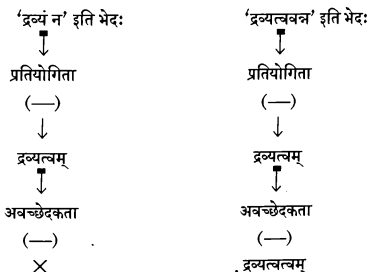 ‘द्रव्यं न’ इति भेदः
प्रतियोगिता
(—)
द्रव्यत्वम्
अवच्छेदकता
(—)
×
‘द्रव्यत्ववन्न’ इति भेदः
प्रतियोगिता
(—)
द्रव्यत्वम्
अवच्छेदकता
(—)
द्रव्यत्वत्वम्